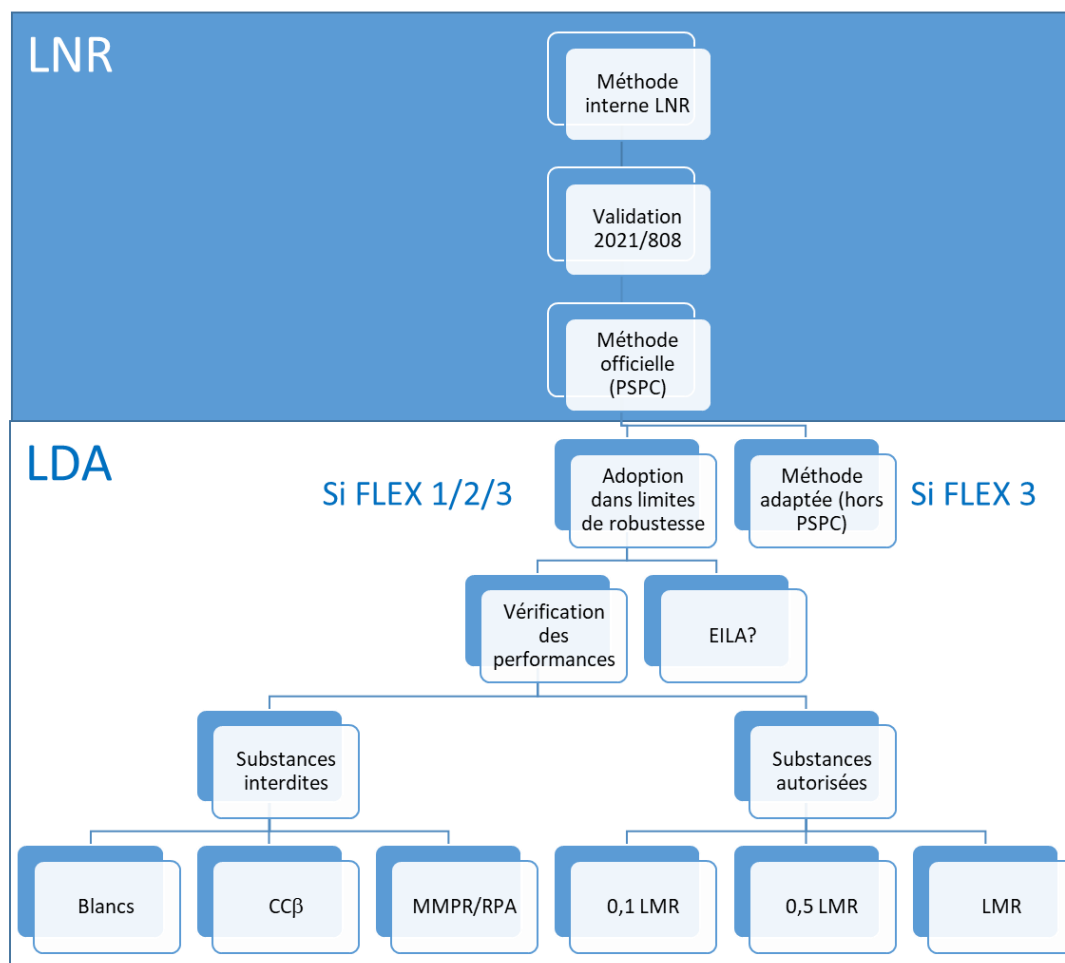 LNR
Méthode
interne LNR
Validation
2021/808
Méthode
officielle
(PSPC)
LDA
Si FLEX 1/2/3
Adoption
dans limites
de robustesse
Méthode
adaptée (hors
PSPC)
Si FLEX 3
Vérification
des
performances
EILA?
Substances
interdites
Substances
autorisées
Blancs
CCβ
MMPR/RPA
0,1 LMR
0,5 LMR
LMR